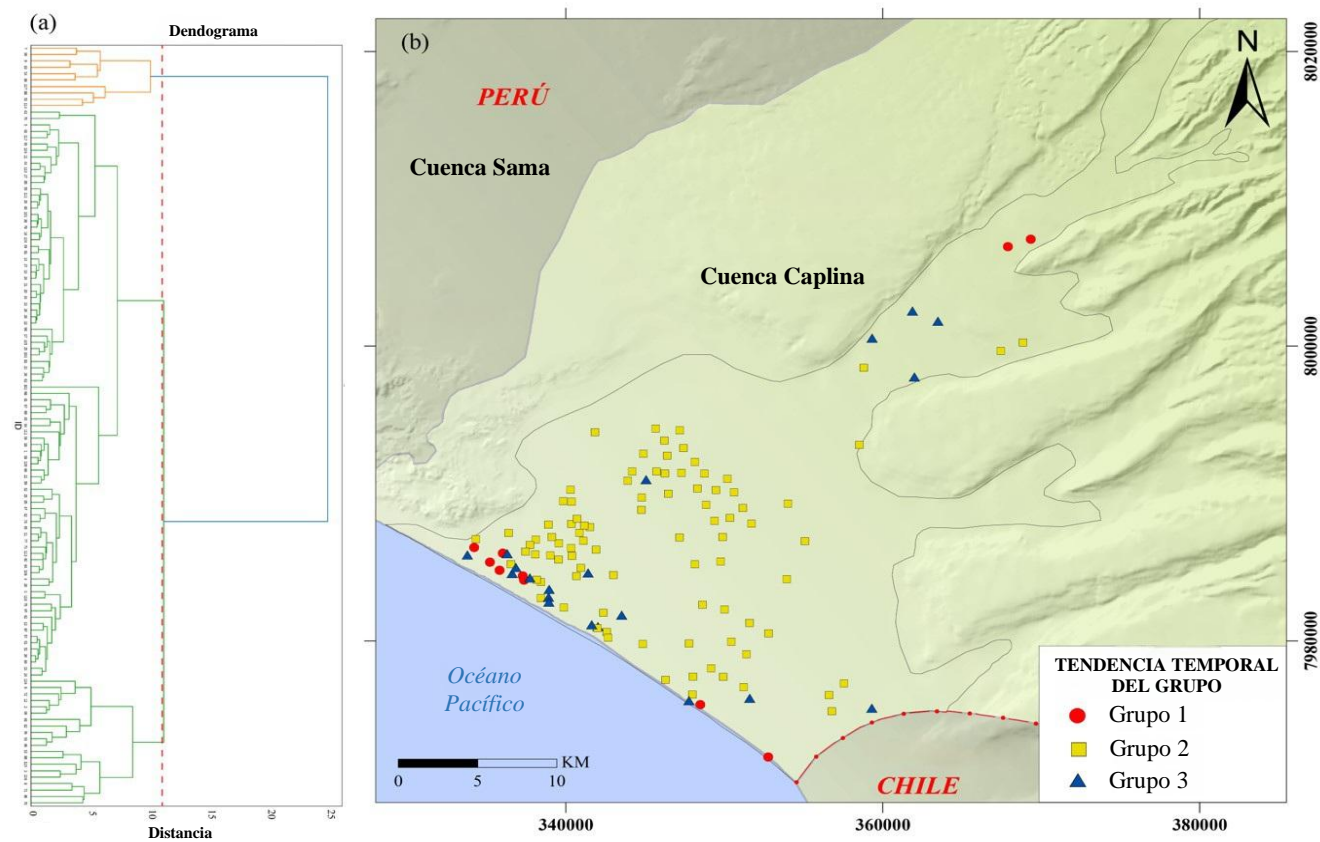 (a)
Dendograma
ID
0
5
10
15
20
25
Distancia
(b)
PERÚ
Cuenca Sama
Cuenca Caplina
N
Océano
Pacífico
KM
0
5
10
CHILE
TENDENCIA TEMPORAL
DEL GRUPO
Grupo 1
Grupo 2
Grupo 3
8020000
8000000
7980000
340000
360000
380000